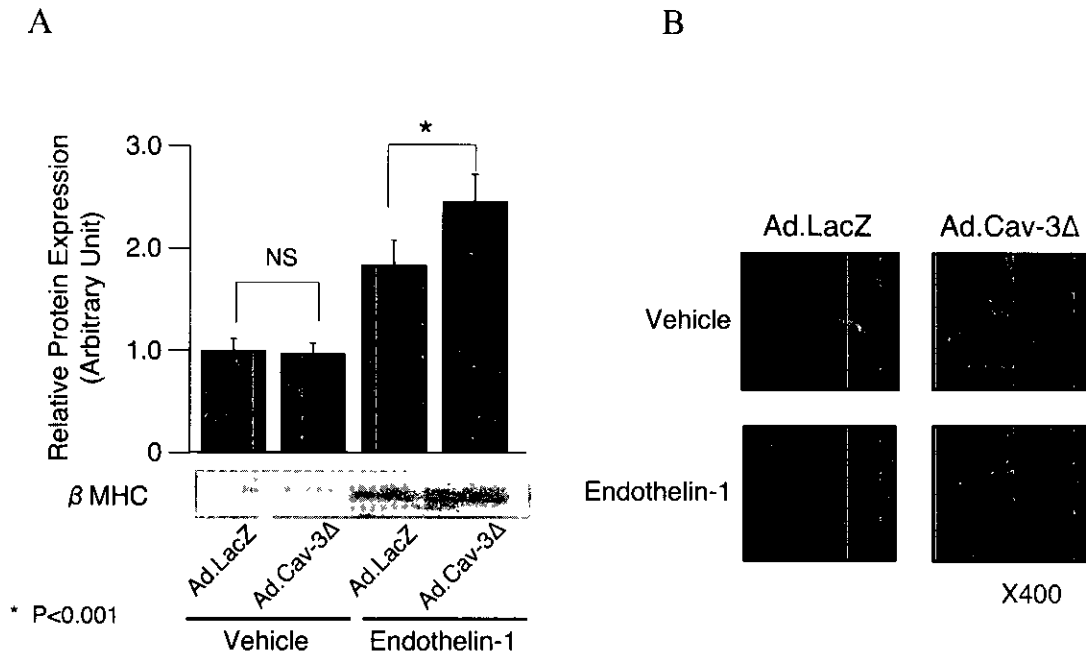 A
B
Relative Protein Expression
(Arbitrary Unit)
3.0
2.0
1.0
0
NS
*
β MHC
Ad.LacZ
Ad.Cav-3Δ
Ad.LacZ
Ad.Cav-3Δ
* P<0.001
Vehicle
Endothelin-1
Ad.LacZ
Ad.Cav-3Δ
Vehicle
Endothelin-1
X400